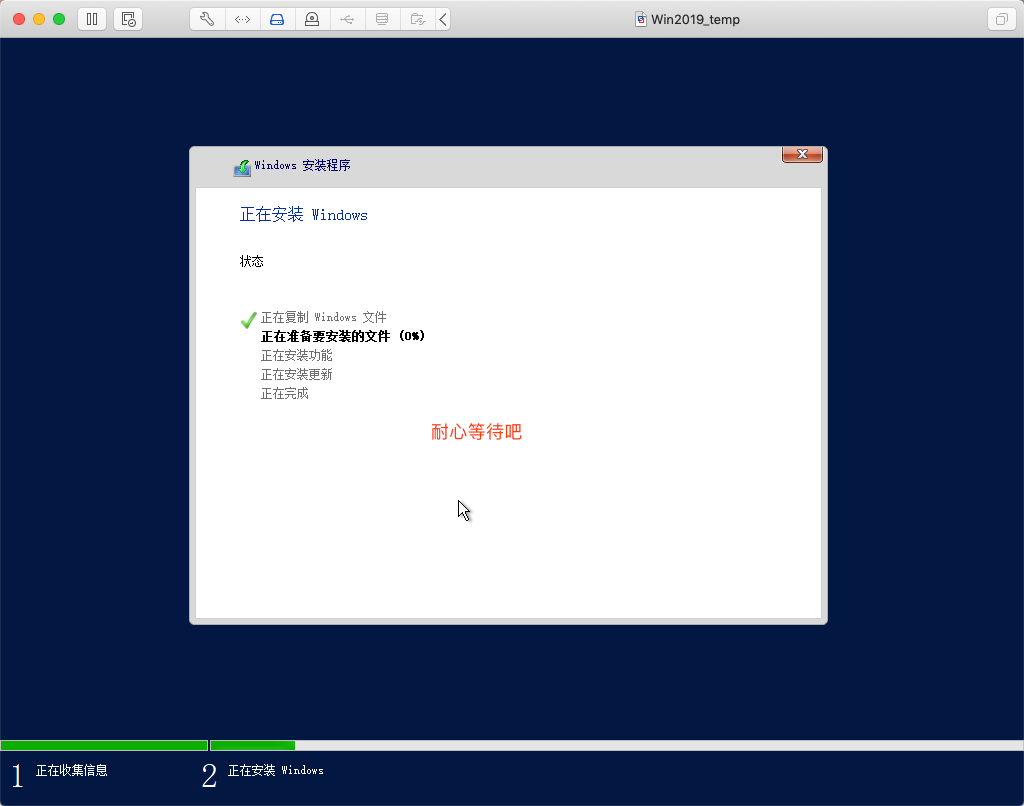 Win2019_temp
Windows 安装程序
正在安装 Windows
状态
正在复制 Windows 文件
正在准备要安装的文件 (0%)
正在安装功能
正在安装更新
正在完成
耐心等待吧
1 正在收集信息 2 正在安装 Windows